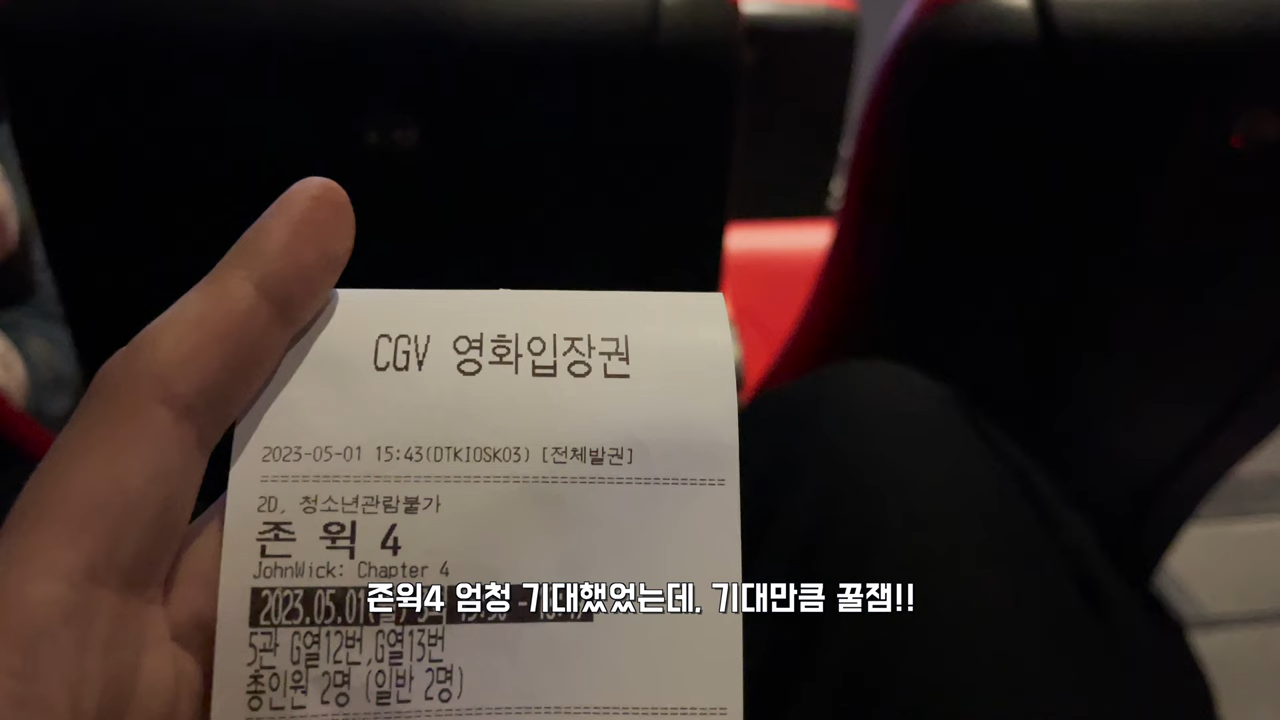 CGV 영화입장권
2023-05-01 15:43(DTKIOSK03) [전체발권]
2D, 청소년관람불가
존 윅 4
JohnWick: Chapter 4
2023.05.01
존윅4 엄청 기대했었는데, 기대만큼 꿀잼!!
5관 G열12번,G열13번
총인원 2명 (일반 2명)